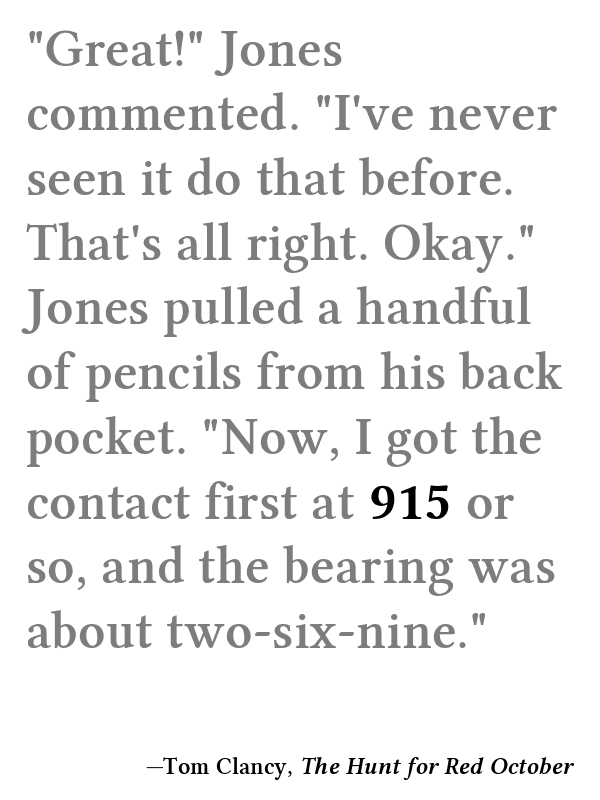 "Great!" Jones
commented. "I've never
seen it do that before.
That's all right. Okay."
Jones pulled a handful
of pencils from his back
pocket. "Now, I got the
contact first at 915 or
so, and the bearing was
about two-six-nine."
—Tom Clancy, The Hunt for Red October